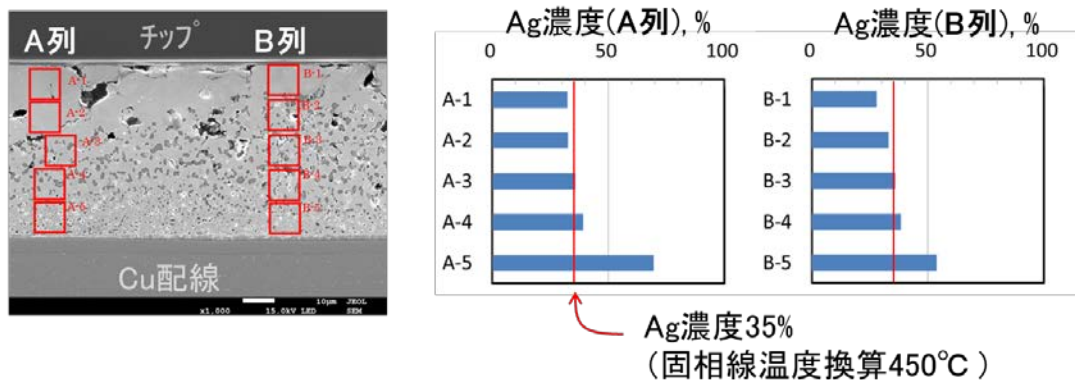 A列
チップ
B列
A-1
A-2
A-3
A-4
A-5
B-1
B-2
B-3
B-4
B-5
Cu配線
10μm JEOL
x1,000 15.0kV LED SEM
Ag濃度(A列), %
0 50 100
A-1
A-2
A-3
A-4
A-5
Ag濃度(B列), %
0 50 100
B-1
B-2
B-3
B-4
B-5
Ag濃度35%
(固相線温度換算450℃)